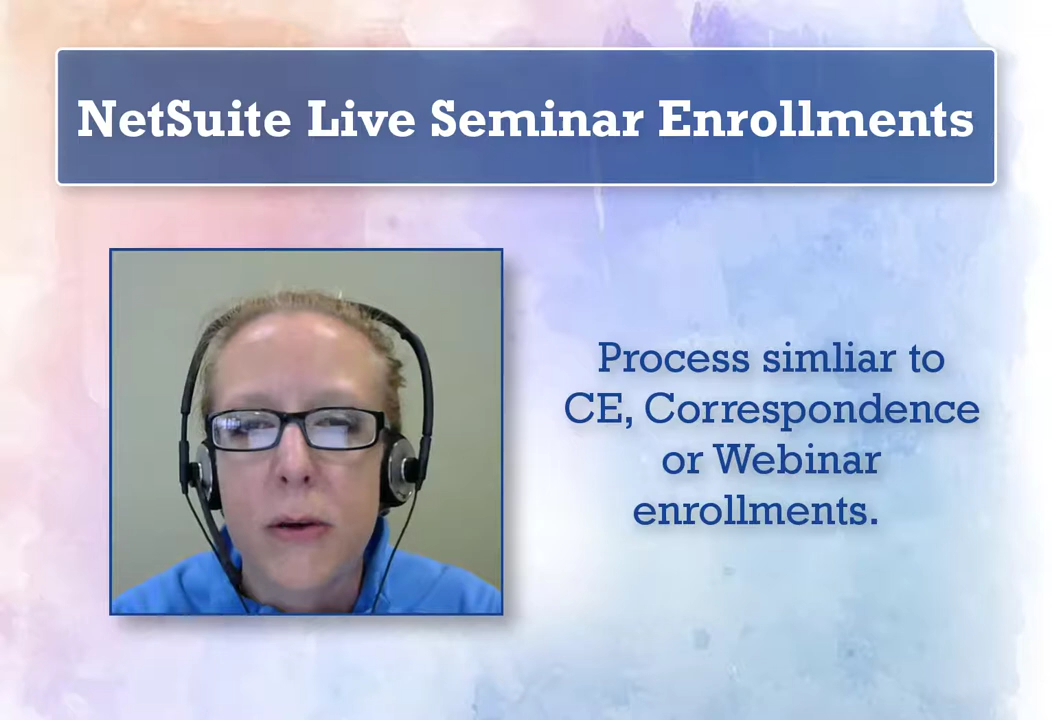 NetSuite Live Seminar Enrollments
Process simliar to
CE, Correspondence
or Webinar
enrollments.